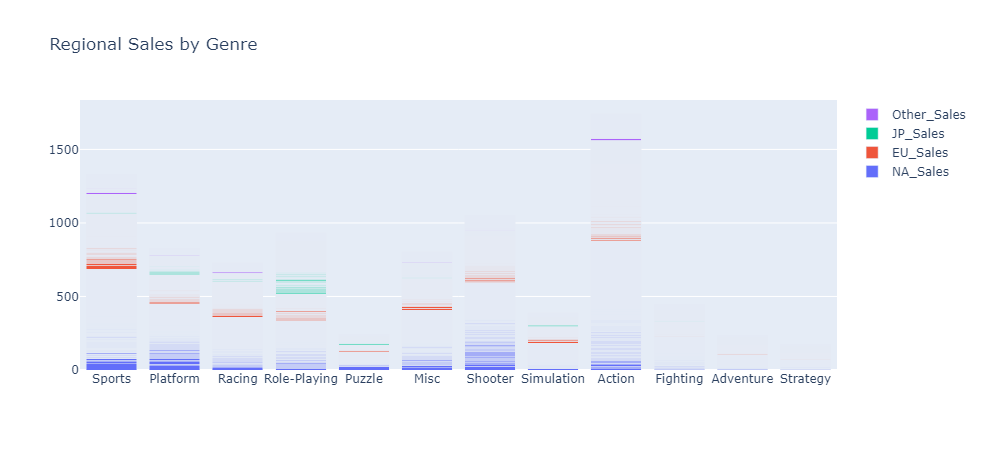 Regional Sales by Genre
Other_Sales
JP_Sales
EU_Sales
NA_Sales
1500
1000
500
0
Sports Platform Racing Role-Playing Puzzle Misc Shooter Simulation Action Fighting Adventure Strategy